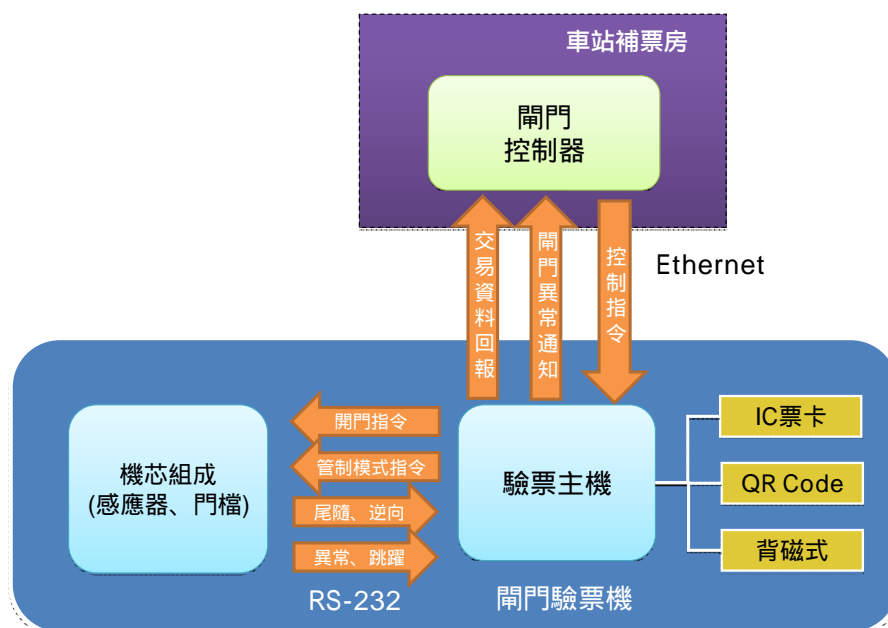 車站補票房
閘門
控制器
交易資料回報
閘門異常通知
控制指令
Ethernet
開門指令
管制模式指令
尾隨、逆向
異常、跳躍
機芯組成
(感應器、門檔)
驗票主機
IC票卡
QR Code
背磁式
RS-232
閘門驗票機